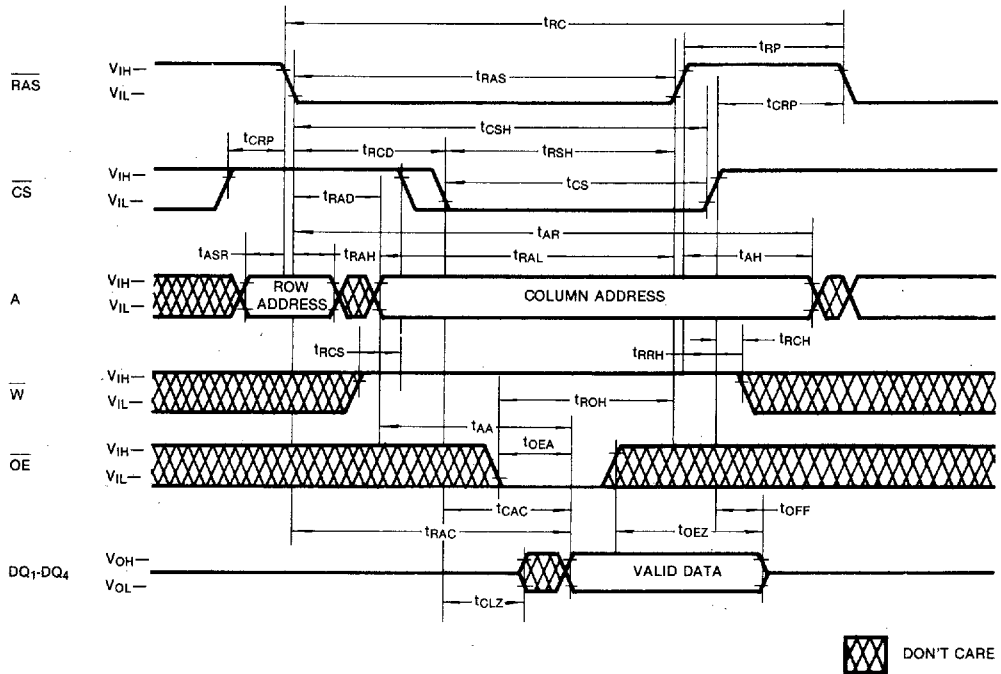 tRC
tRP
RAS
VIH
VIL
tRAS
tCRP
tCSH
tCRP
tRCD
tRSH
CS
VIH
VIL
tCS
tRAD
tAR
tASR
tRAH
tRAL
tAH
A
VIH
VIL
ROW
ADDRESS
COLUMN ADDRESS
tRCS
tRRH
tRCH
W
VIH
VIL
tROH
tAA
tOEA
OE
VIH
VIL
tCAC
tOFF
tRAC
tOEZ
DQ1-DQ4
VOH
VOL
VALID DATA
tCLZ
DON'T CARE